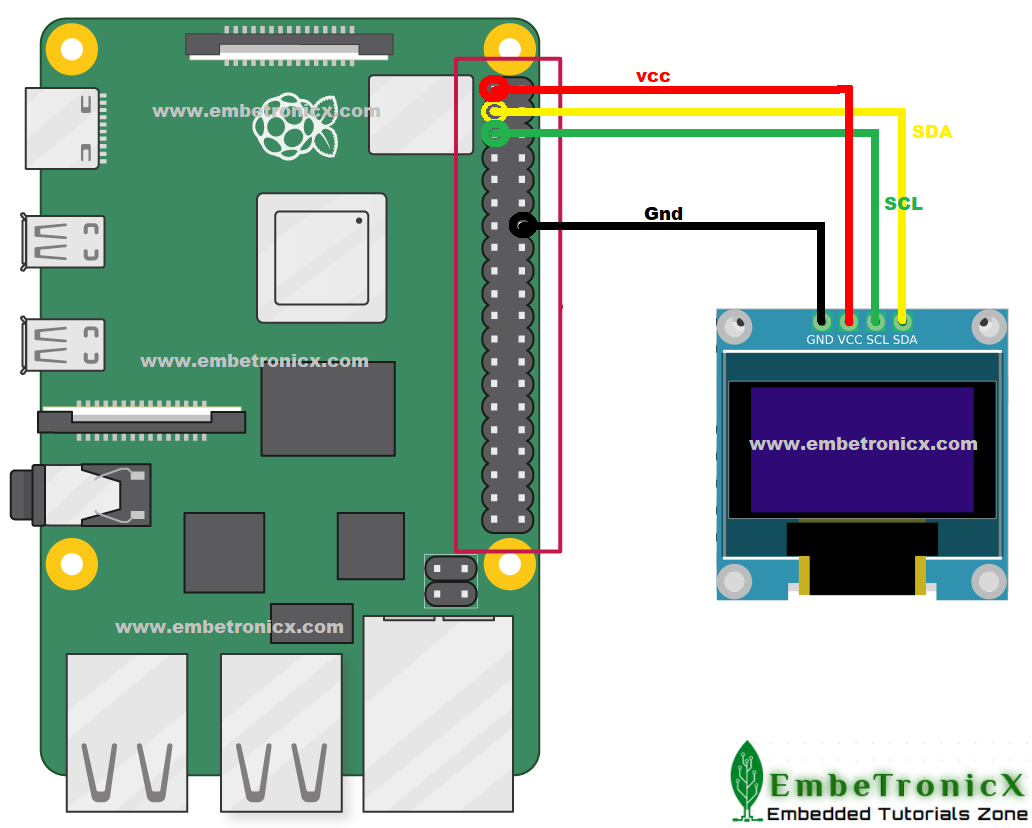 vcc
www.embetronicx.com
SDA
SCL
Gnd
GND VCC SCL SDA
www.embetronicx.com
www.embetronicx.com
www.embetronicx.com
EmbeTronicX
Embedded Tutorials Zone